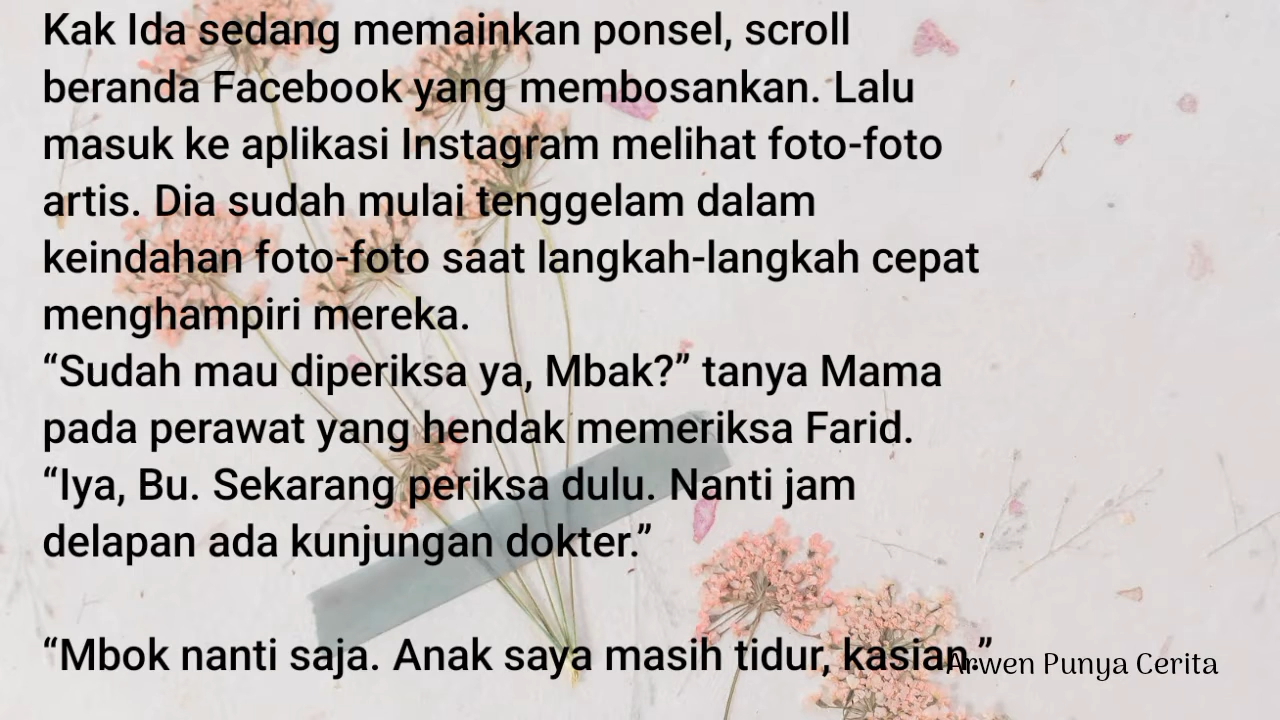 Kak Ida sedang memainkan ponsel, scroll
beranda Facebook yang membosankan. Lalu
masuk ke aplikasi Instagram melihat foto-foto
artis. Dia sudah mulai tenggelam dalam
keindahan foto-foto saat langkah-langkah cepat
menghampiri mereka.
“Sudah mau diperiksa ya, Mbak?” tanya Mama
pada perawat yang hendak memeriksa Farid.
“Iya, Bu. Sekarang periksa dulu. Nanti jam
delapan ada kunjungan dokter.”
“Mbok nanti saja. Anak saya masih tidur, kasian.”
Arwen Punya Cerita